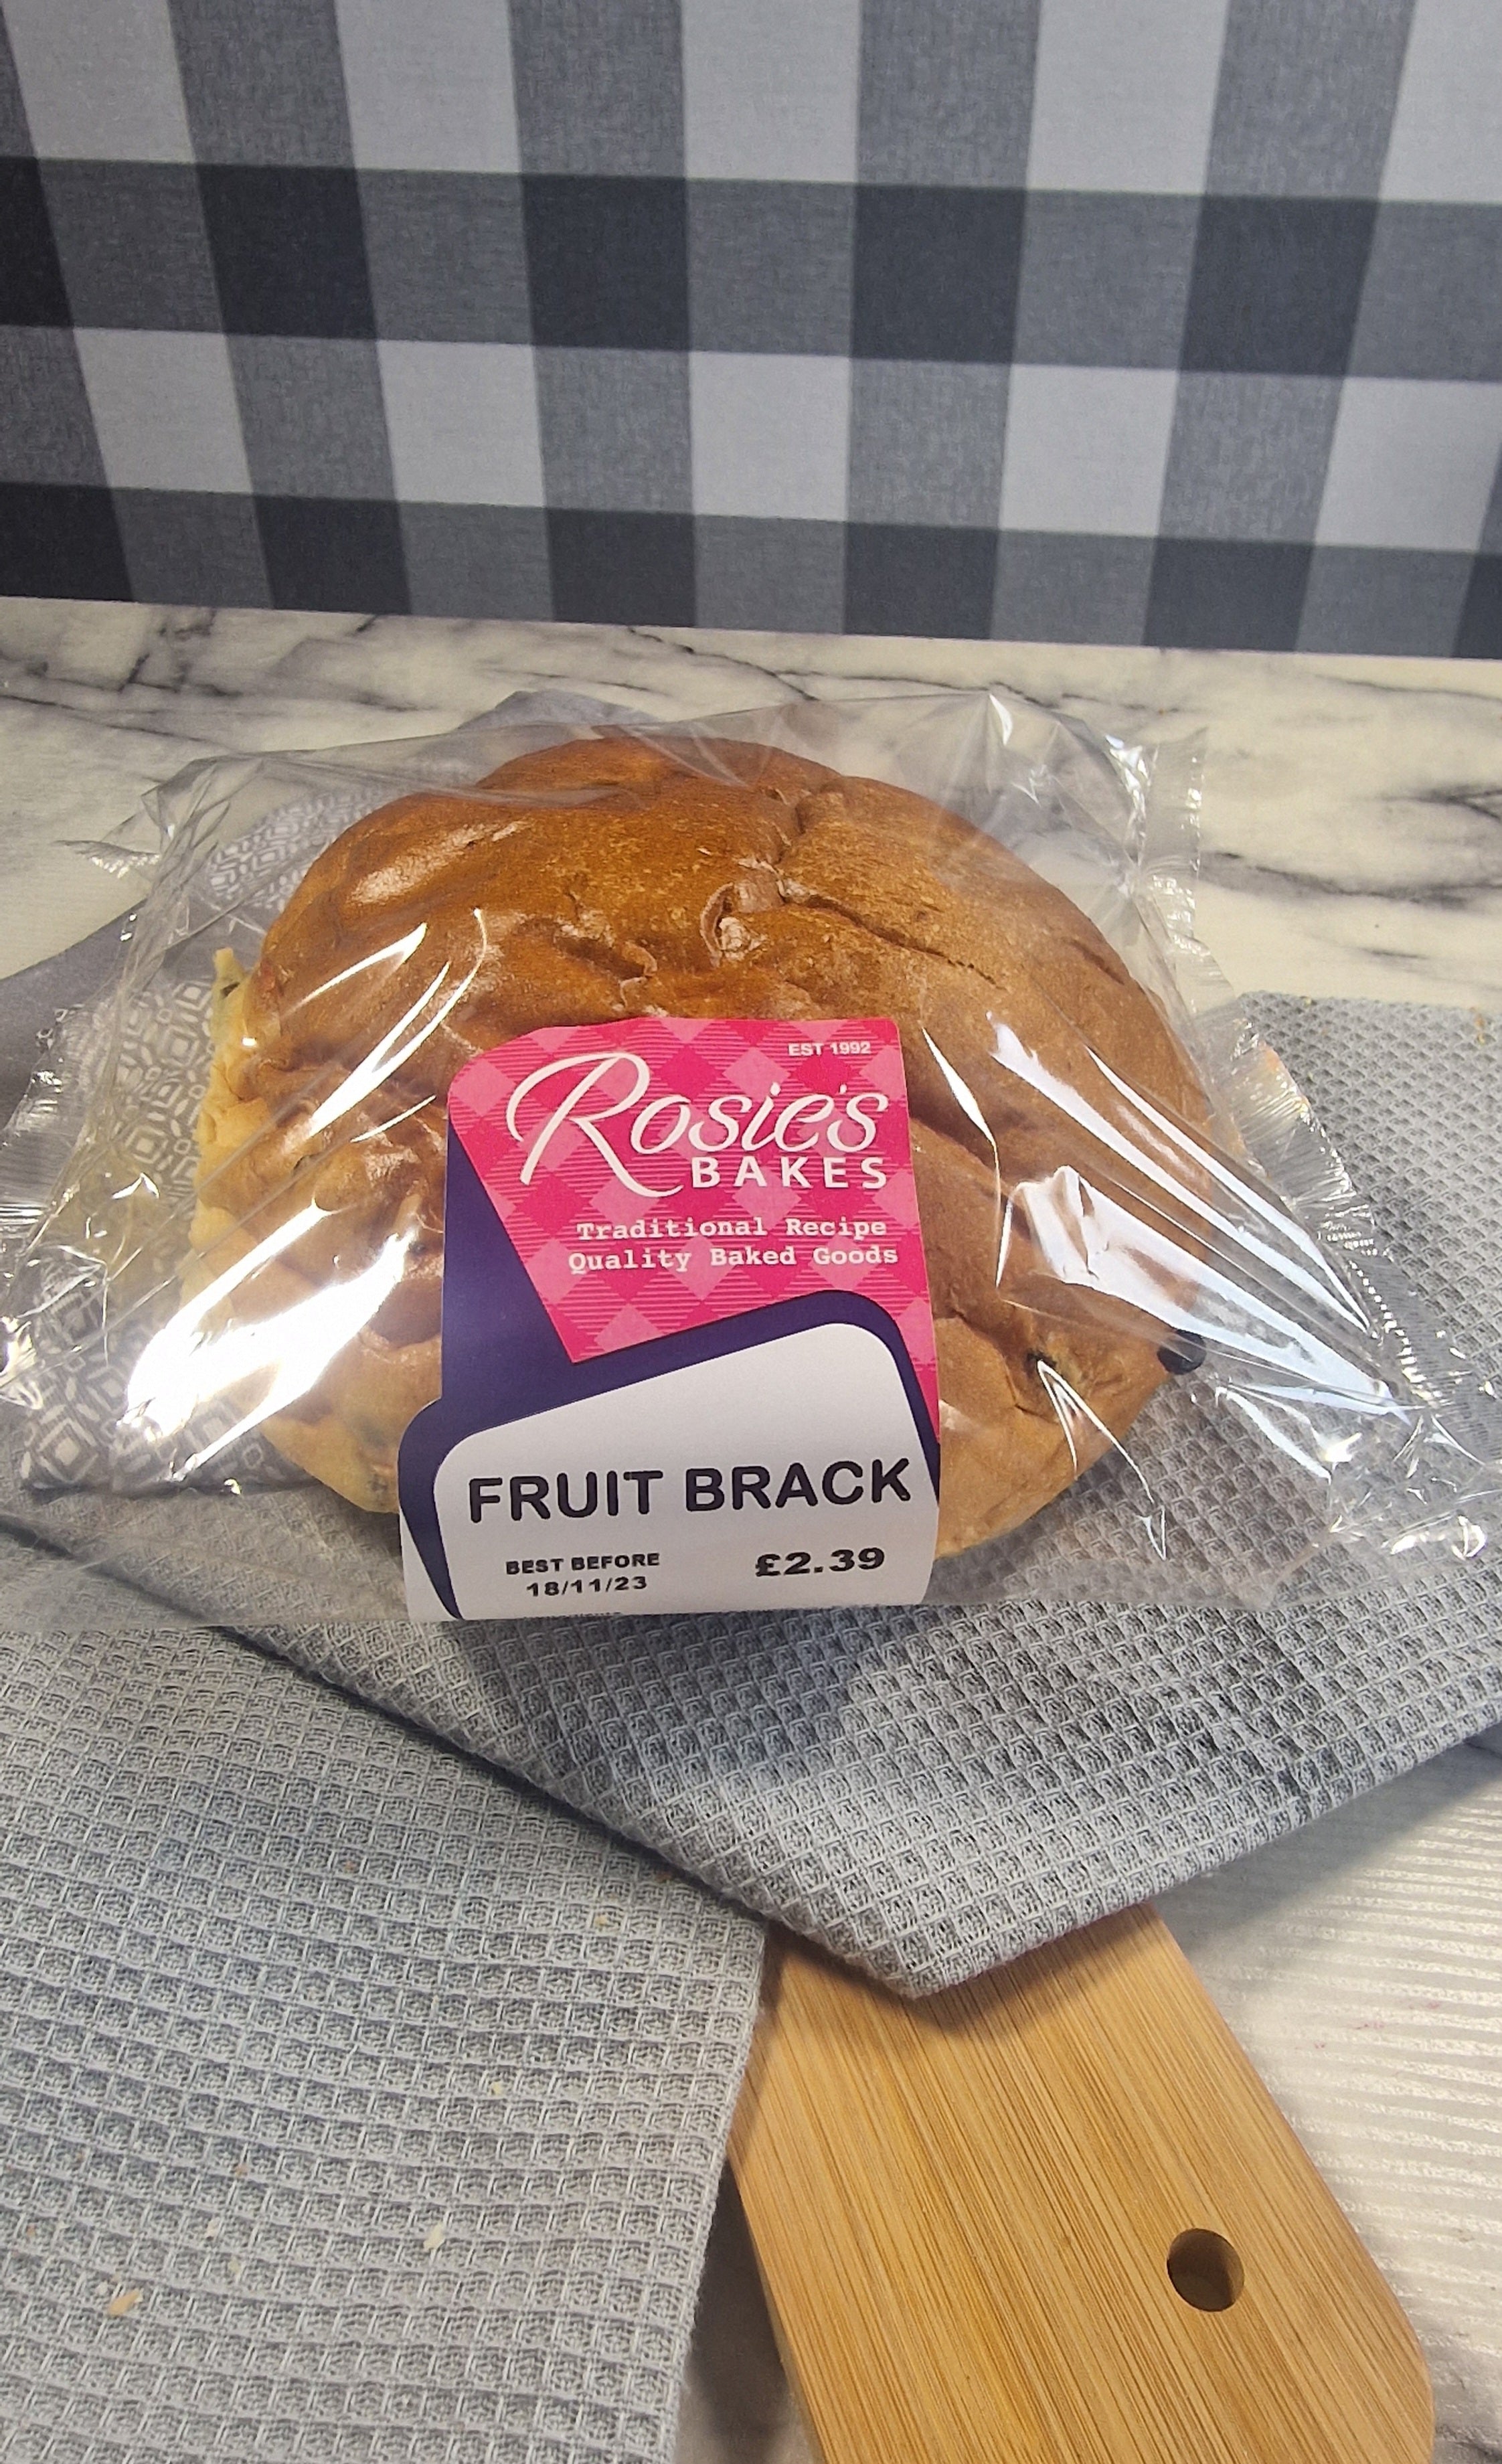 EST 1992
Rosie's
BAKES
Traditional Recipe
Quality Baked Goods
FRUIT BRACK
BEST BEFORE
18/11/23
£2.39